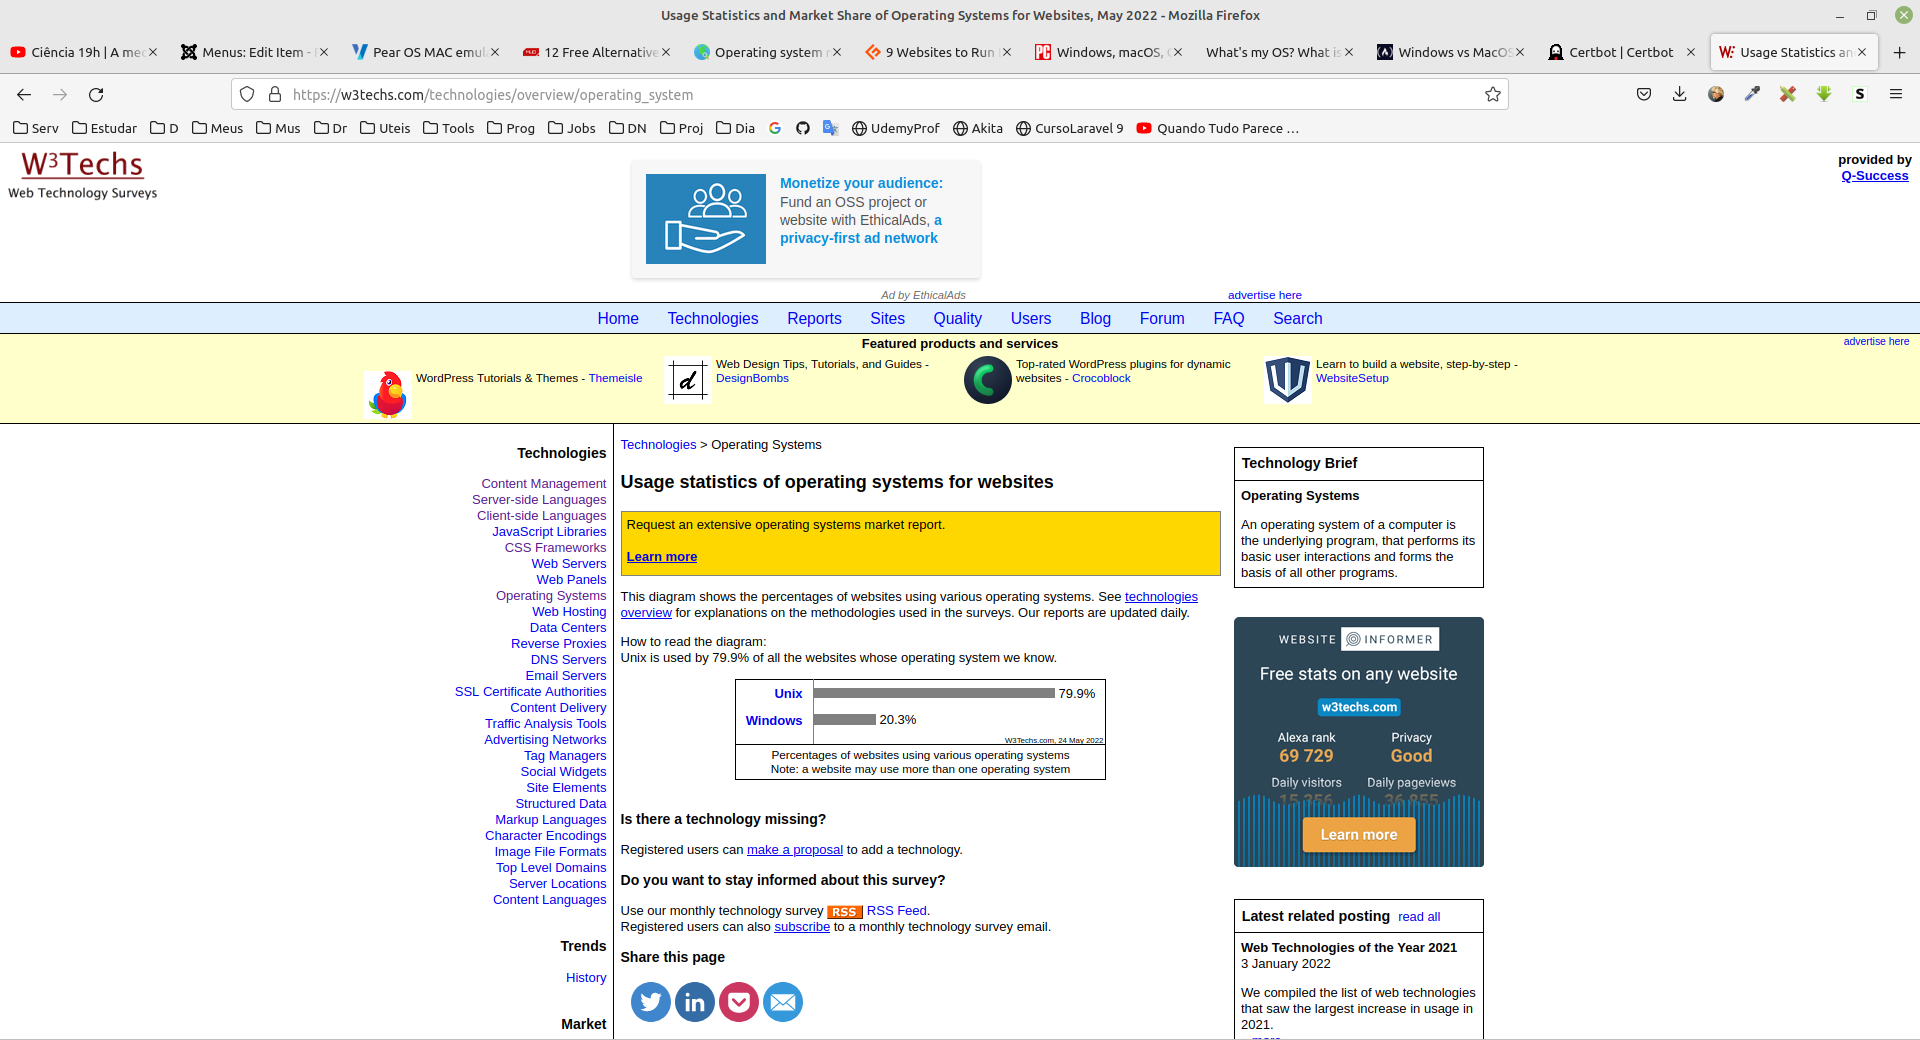 Usage Statistics and Market Share of Operating Systems for Websites, May 2022 - Mozilla Firefox
Ciência 19h | A mec
Menus: Edit Item -
Pear OS MAC emul
12 Free Alternative
Operating system
9 Websites to Run
Windows, macOS,
What's my OS? What is
Windows vs MacOS
Certbot | Certbot
Usage Statistics an
https://w3techs.com/technologies/overview/operating_system
Serv Estudar D Meus Mus Dr Uteis Tools Prog Jobs DN Proj Dia UdemyProf Akita CursoLaravel 9 Quando Tudo Parece …
W3Techs
Web Technology Surveys
Monetize your audience:
Fund an OSS project or
website with EthicalAds, a
privacy-first ad network
provided by
Q-Success
Ad by EthicalAds
advertise here
Home Technologies Reports Sites Quality Users Blog Forum FAQ Search
Featured products and services
advertise here
WordPress Tutorials & Themes - Themeisle
Web Design Tips, Tutorials, and Guides -
DesignBombs
Top-rated WordPress plugins for dynamic
websites - Crocoblock
Learn to build a website, step-by-step -
WebsiteSetup
Technologies
Content Management
Server-side Languages
Client-side Languages
JavaScript Libraries
CSS Frameworks
Web Servers
Web Panels
Operating Systems
Web Hosting
Data Centers
Reverse Proxies
DNS Servers
Email Servers
SSL Certificate Authorities
Content Delivery
Traffic Analysis Tools
Advertising Networks
Tag Managers
Social Widgets
Site Elements
Structured Data
Markup Languages
Character Encodings
Image File Formats
Top Level Domains
Server Locations
Content Languages
Trends
History
Market
Technologies > Operating Systems
Usage statistics of operating systems for websites
Request an extensive operating systems market report.
Learn more
This diagram shows the percentages of websites using various operating systems. See technologies
overview for explanations on the methodologies used in the surveys. Our reports are updated daily.
How to read the diagram:
Unix is used by 79.9% of all the websites whose operating system we know.
Unix 79.9%
Windows 20.3%
W3Techs.com, 24 May 2022
Percentages of websites using various operating systems
Note: a website may use more than one operating system
Is there a technology missing?
Registered users can make a proposal to add a technology.
Do you want to stay informed about this survey?
Use our monthly technology survey RSS RSS Feed.
Registered users can also subscribe to a monthly technology survey email.
Share this page
Technology Brief
Operating Systems
An operating system of a computer is
the underlying program, that performs its
basic user interactions and forms the
basis of all other programs.
WEBSITE INFORMER
Free stats on any website
w3techs.com
Alexa rank Privacy
69 729 Good
Daily visitors Daily pageviews
15 356 36 855
Learn more
Latest related posting read all
Web Technologies of the Year 2021
3 January 2022
We compiled the list of web technologies
that saw the largest increase in usage in
2021.